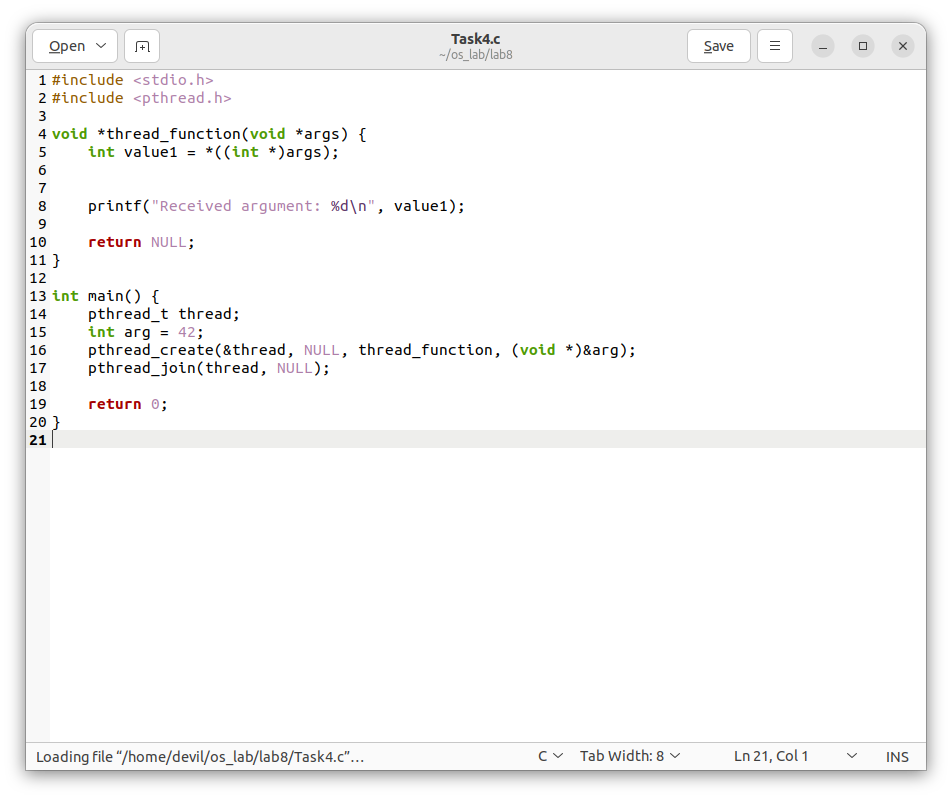 Open
Task4.c
~/os_lab/lab8
Save
1 #include <stdio.h>
2 #include <pthread.h>
3
4 void *thread_function(void *args) {
5     int value1 = *((int *)args);
6
7
8     printf("Received argument: %d\n", value1);
9
10     return NULL;
11 }
12
13 int main() {
14     pthread_t thread;
15     int arg = 42;
16     pthread_create(&thread, NULL, thread_function, (void *)&arg);
17     pthread_join(thread, NULL);
18
19     return 0;
20 }
21
Loading file “/home/devil/os_lab/lab8/Task4.c”… C Tab Width: 8 Ln 21, Col 1 INS